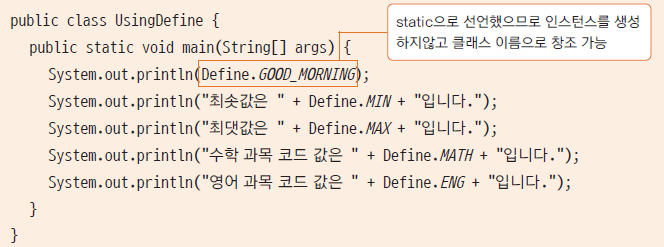 public class UsingDefine {
static으로 선언했으므로 인스턴스를 생성
하지않고 클래스 이름으로 창조 가능
public static void main(String[] args) {
System.out.println(Define.GOOD_MORNING);
System.out.println("최솟값은 " + Define.MIN + "입니다.");
System.out.println("최댓값은 " + Define.MAX + "입니다.");
System.out.println("수학 과목 코드 값은 " + Define.MATH + "입니다.");
System.out.println("영어 과목 코드 값은 " + Define.ENG + "입니다.");
}
}